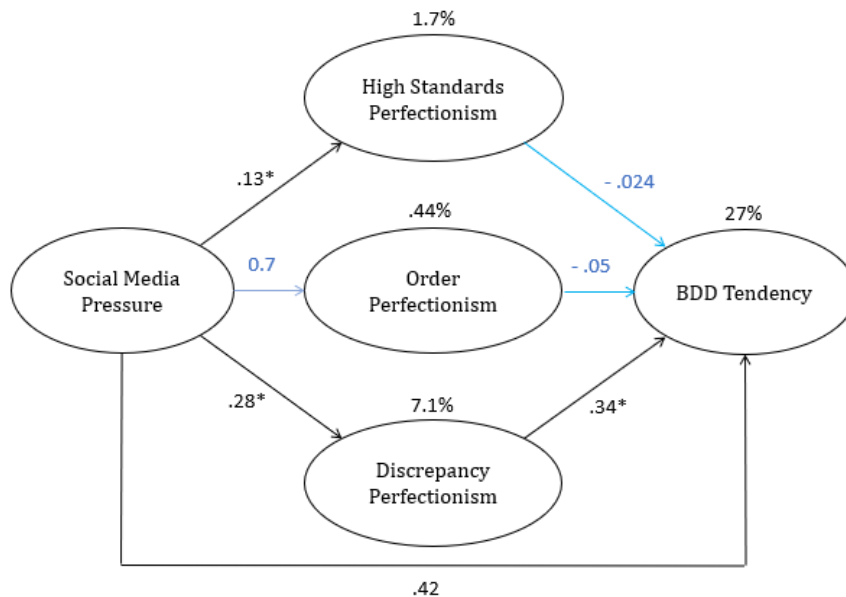 1.7%
High Standards
Perfectionism
.13*
- .024
.44%
27%
Social Media
Pressure
0.7
Order
Perfectionism
- .05
BDD Tendency
.28*
7.1%
.34*
Discrepancy
Perfectionism
.42